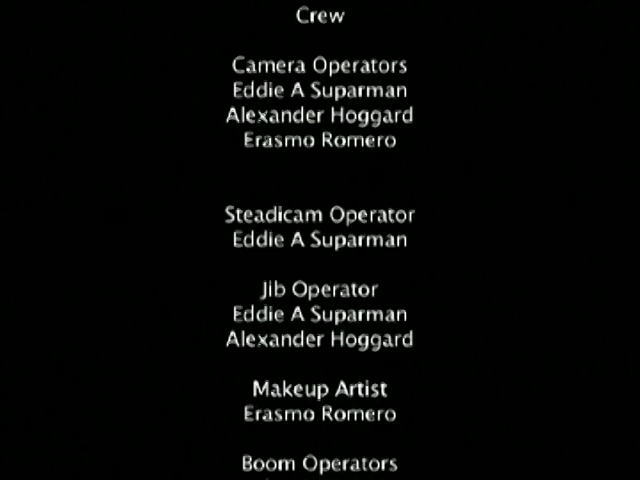 Crew
Camera Operators
Eddie A Suparman
Alexander Hoggard
Erasmo Romero
Steadicam Operator
Eddie A Suparman
Jib Operator
Eddie A Suparman
Alexander Hoggard
Makeup Artist
Erasmo Romero
Boom Operators